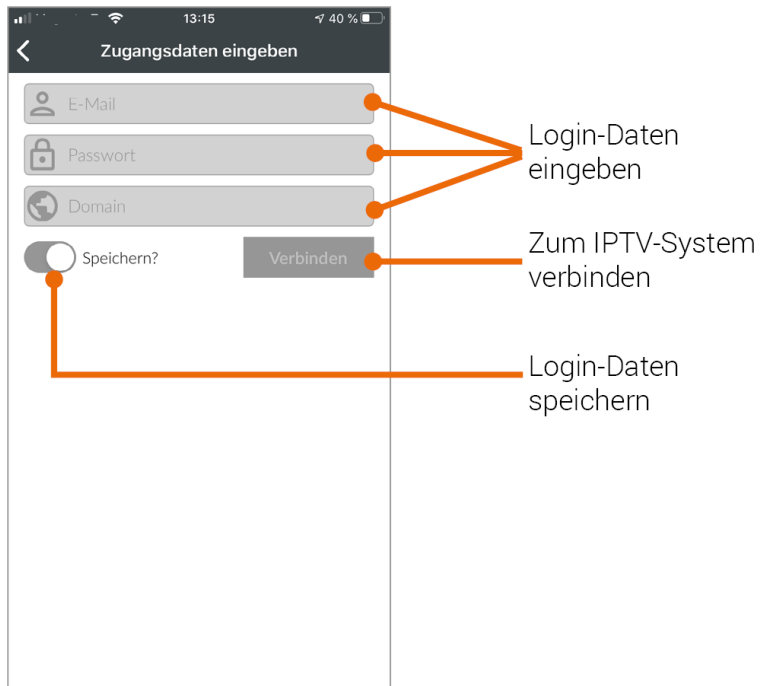 13:15
40 %
Zugangsdaten eingeben
E-Mail
Passwort
Domain
Speichern?
Verbinden
Login-Daten
eingeben
Zum IPTV-System
verbinden
Login-Daten
speichern